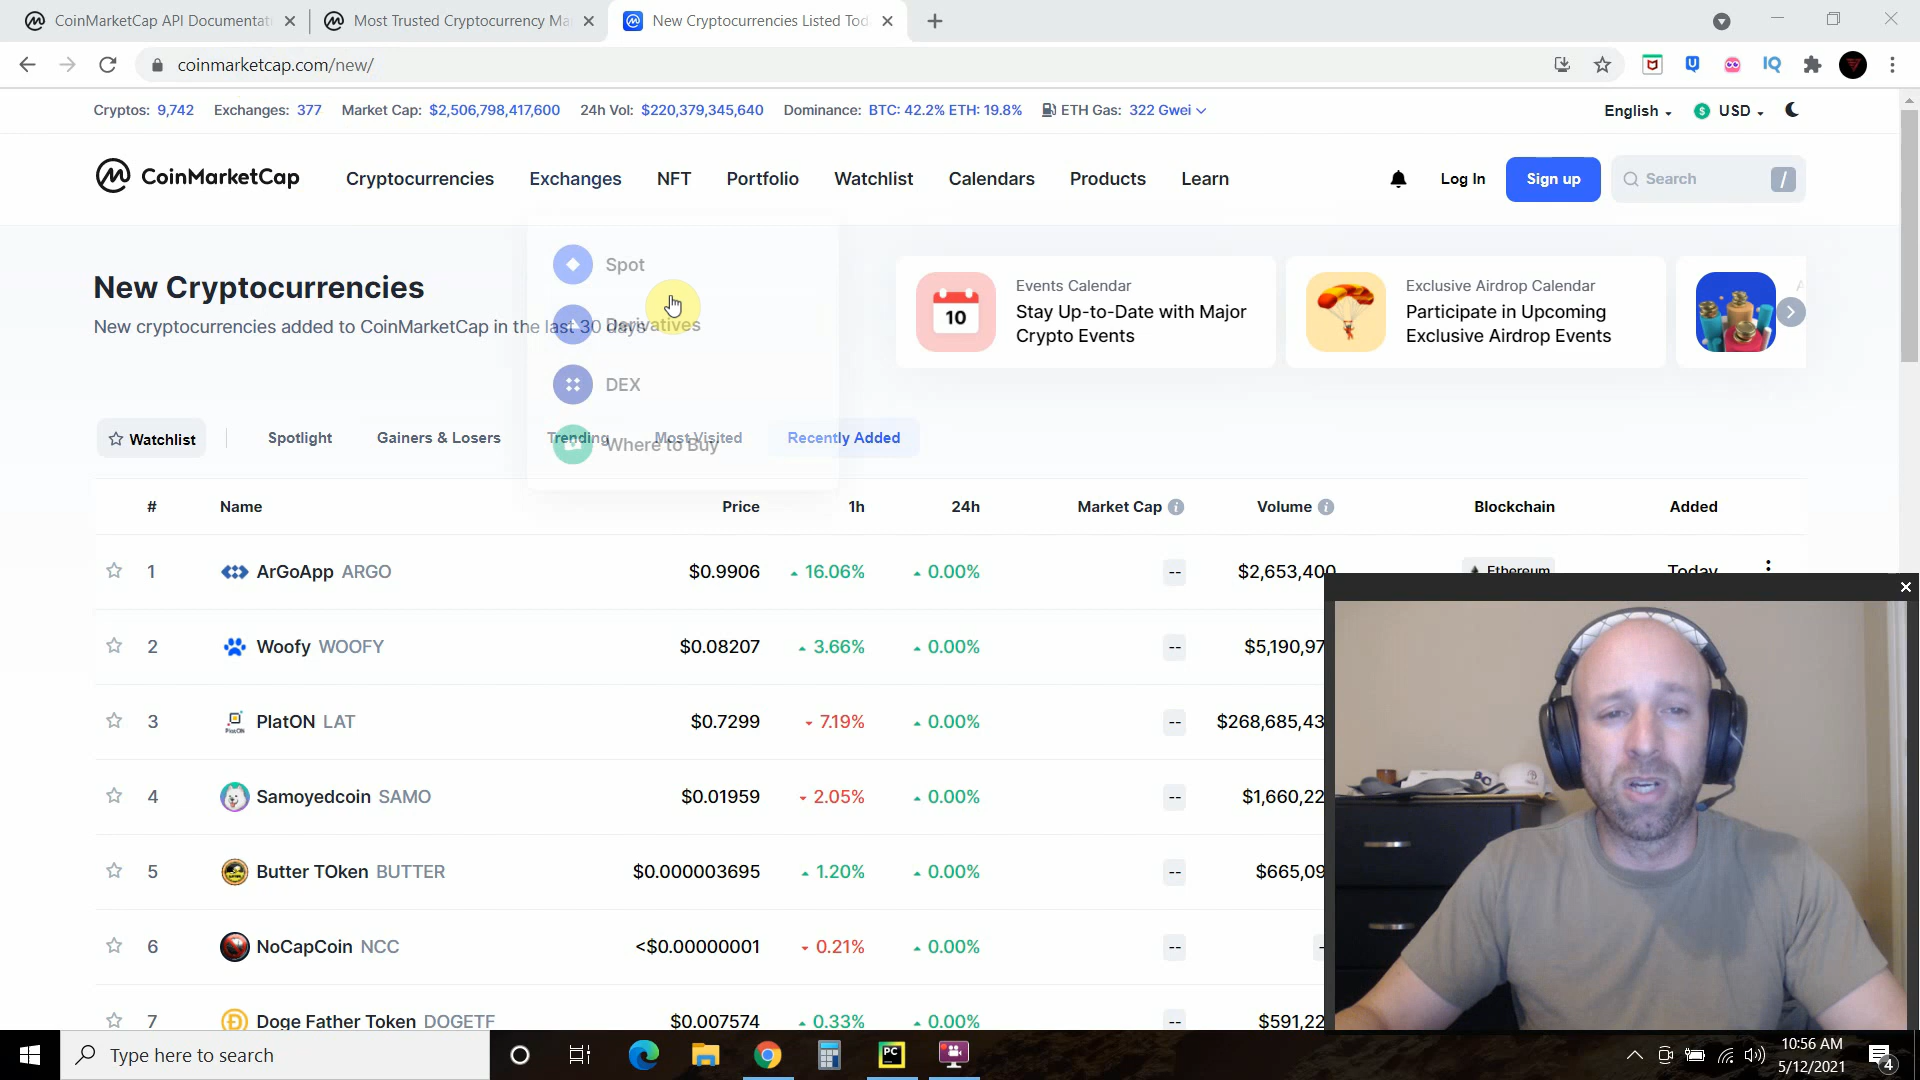 CoinMarketCap API Documentati
Most Trusted Cryptocurrency Ma
New Cryptocurrencies Listed Tod
coinmarketcap.com/new/
IQ
Cryptos: 9,742 Exchanges: 377 Market Cap: $2,506,798,417,600 24h Vol: $220,379,345,640 Dominance: BTC: 42.2% ETH: 19.8% ETH Gas: 322 Gwei
English $ USD
CoinMarketCap Cryptocurrencies Exchanges NFT Portfolio Watchlist Calendars Products Learn Log In Sign up Search /
Spot
Derivatives
DEX
Where to Buy
New Cryptocurrencies
New cryptocurrencies added to CoinMarketCap in the last 30 days
10
Events Calendar
Stay Up-to-Date with Major
Crypto Events
Exclusive Airdrop Calendar
Participate in Upcoming
Exclusive Airdrop Events
Watchlist Spotlight Gainers & Losers Trending Most Visited Recently Added
# Name Price 1h 24h Market Cap Volume Blockchain Added
1 ArGoApp ARGO $0.9906 16.06% 0.00% -- $2,653,400 Ethereum Today
2 Woofy WOOFY $0.08207 3.66% 0.00% -- $5,190,97
3 PlatON LAT $0.7299 7.19% 0.00% -- $268,685,43
4 Samoyedcoin SAMO $0.01959 2.05% 0.00% -- $1,660,22
5 Butter TOken BUTTER $0.000003695 1.20% 0.00% -- $665,09
6 NoCapCoin NCC <$0.00000001 0.21% 0.00% -- -
7 Doge Father Token DOGETF $0.007574 0.33% 0.00% -- $591,22
Type here to search
PC
10:56 AM
5/12/2021
4